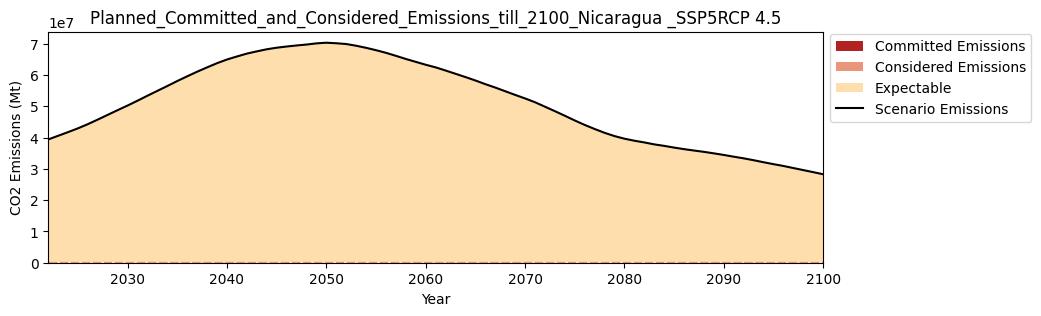 Planned_Committed_and_Considered_Emissions_till_2100_Nicaragua _SSP5RCP 4.5
1e7
7
6
5
4
3
2
1
0
CO2 Emissions (Mt)
2030 2040 2050 2060 2070 2080 2090 2100
Year
Committed Emissions
Considered Emissions
Expectable
Scenario Emissions